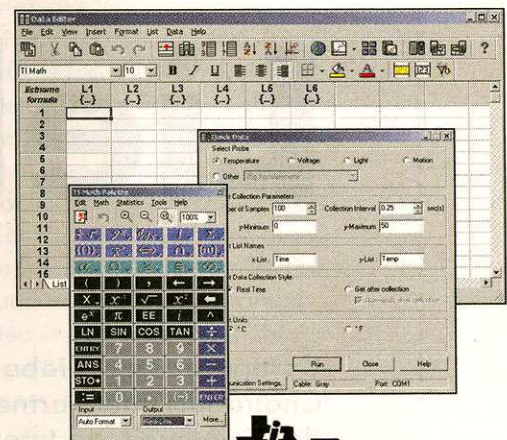 Data Editor
File Edit View Insert Format List Data Help
TI Math 10 B I U
listname L1 L2 L3 L4 L5 L6
formula {...} {...} {...} {...} {...} {...}
1
2
3
4
5
6
7
8
9
10
11
12
13
14
15
List
Quick Data
Select Probe
Temperature Voltage Light Motion
Other
Collection Parameters
Number of Samples 100 Collection Interval 0.25 sec(s)
y-Minimum 0 y-Maximum 50
List Names
x-List: Time y-List: Temp
Data Collection Style
Real Time Get after collection
Units
°C °F
Run Close Help
Communication Settings. Cable: Gray Port: COM1
TI Math Palette
Edit Math Statistics Tools Help
100%
( ) , ← →
LN SIN COS TAN ÷
ENTRY 7 8 9 X
ANS 4 5 6 −
STO▸ 1 2 3 +
:= 0 . (−) ENTER
Input Output
Auto Format More...